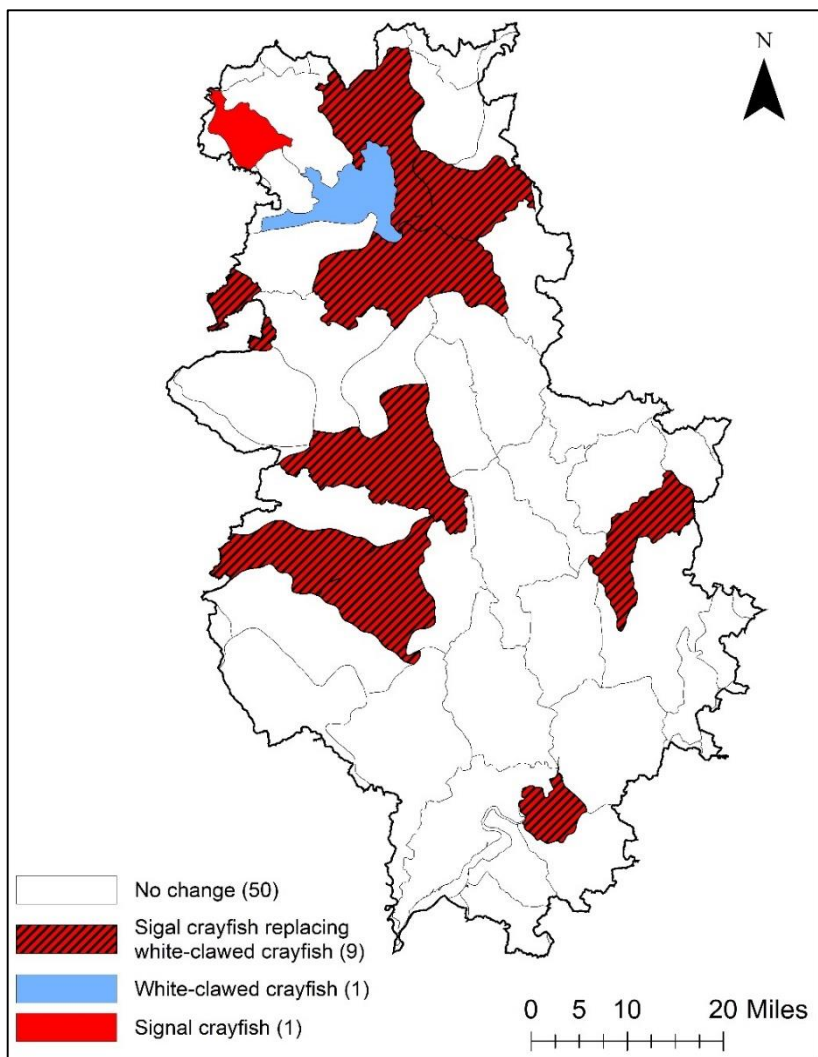 N
No change (50)
Sigal crayfish replacing
white-clawed crayfish (9)
White-clawed crayfish (1)
Signal crayfish (1)
0 5 10 20 Miles